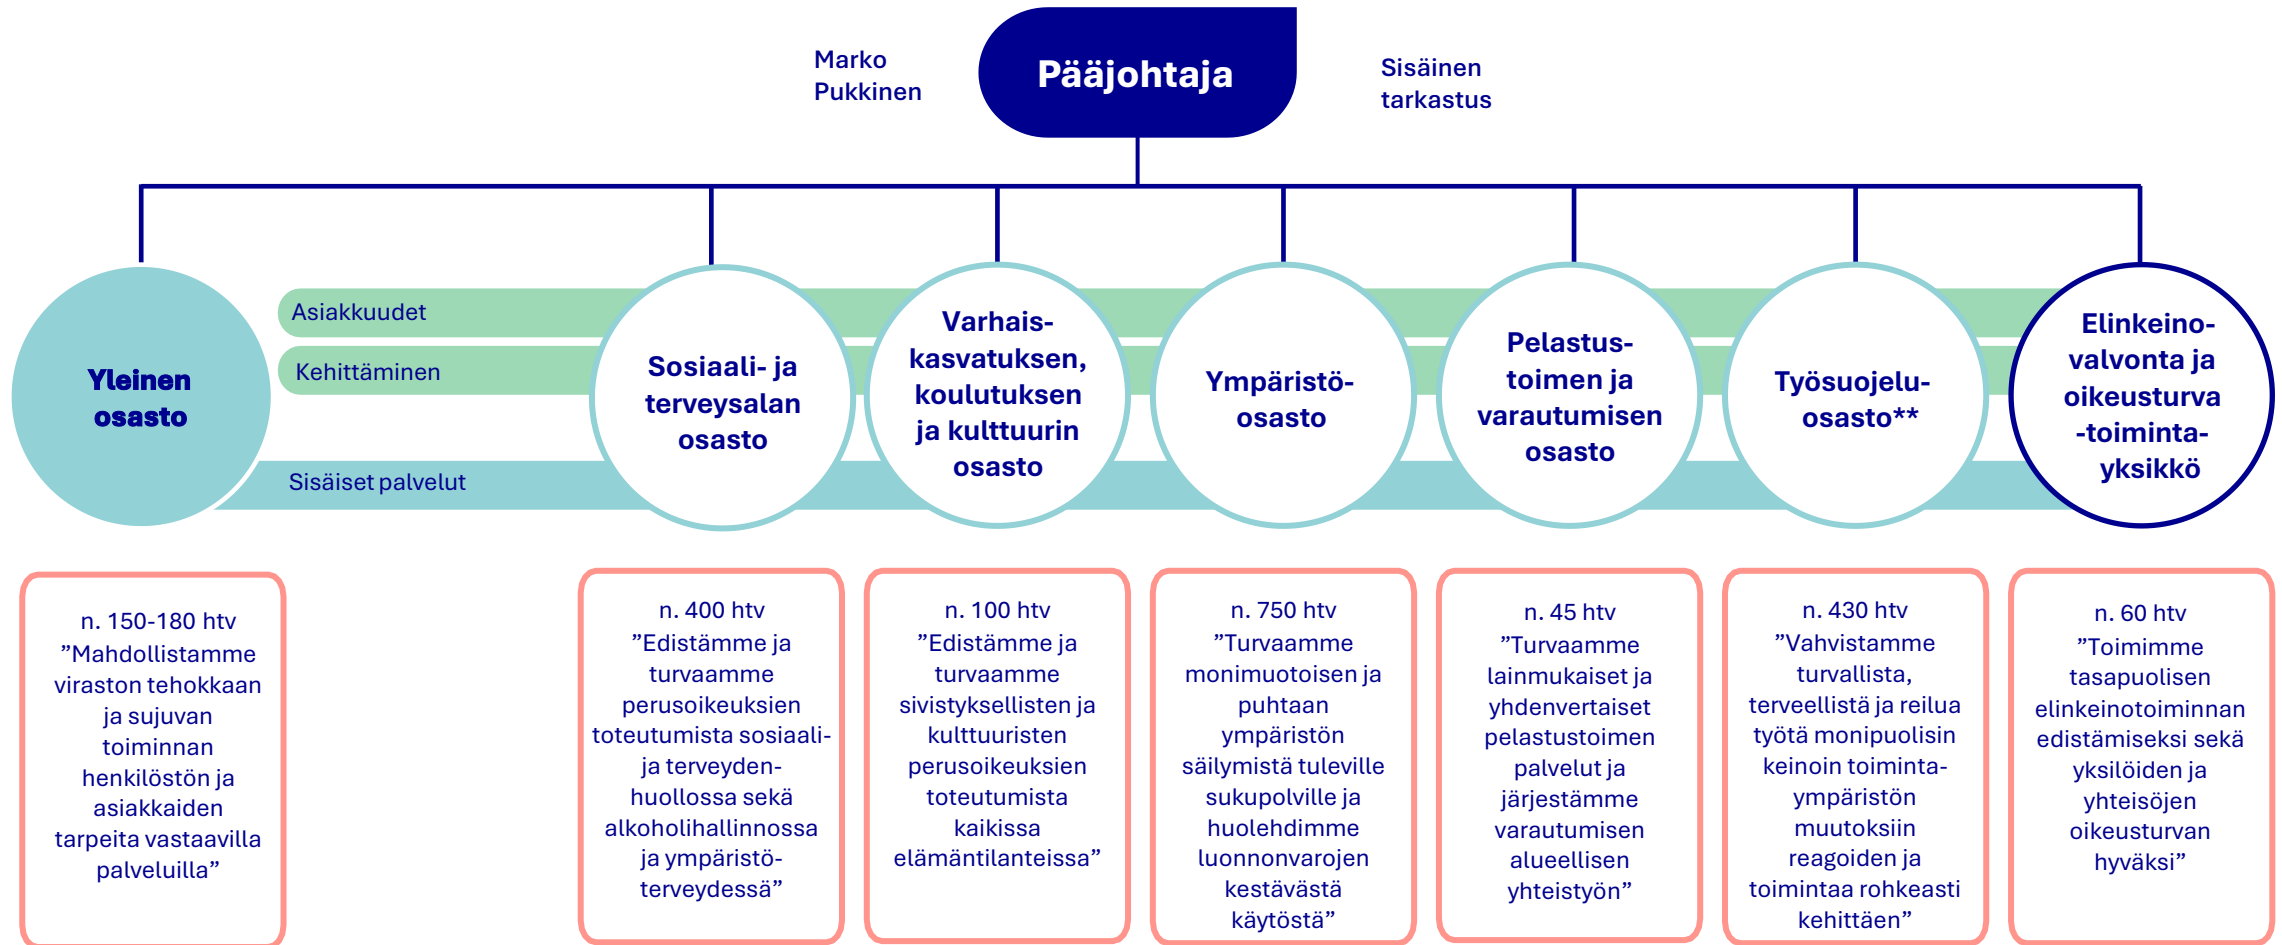 Marko
Pukkinen
Pääjohtaja
Sisäinen
tarkastus
Yleinen
osasto
Asiakkuudet
Kehittäminen
Sisäiset palvelut
Sosiaali- ja
terveysalan
osasto
Varhais-
kasvatuksen,
koulutuksen
ja kulttuurin
osasto
Ympäristö-
osasto
Pelastus-
toimen ja
varautumisen
osasto
Työsuojelu-
osasto**
Elinkeino-
valvonta ja
oikeusturva
-toiminta-
yksikkö
n. 150-180 htv
”Mahdollistamme
viraston tehokkaan
ja sujuvan
toiminnan
henkilöstön ja
asiakkaiden
tarpeita vastaavilla
palveluilla”
n. 400 htv
”Edistämme ja
turvaamme
perusoikeuksien
toteutumista sosiaali-
ja terveyden-
huollossa sekä
alkoholihallinnossa
ja ympäristö-
terveydessä”
n. 100 htv
”Edistämme ja
turvaamme
sivistyksellisten ja
kulttuuristen
perusoikeuksien
toteutumista
kaikissa
elämäntilanteissa”
n. 750 htv
”Turvaamme
monimuotoisen ja
puhtaan
ympäristön
säilymistä tuleville
sukupolville ja
huolehdimme
luonnonvarojen
kestävästä
käytöstä”
n. 45 htv
”Turvaamme
lainmukaiset ja
yhdenvertaiset
pelastustoimen
palvelut ja
järjestämme
varautumisen
alueellisen
yhteistyön”
n. 430 htv
”Vahvistamme
turvallista,
terveellistä ja reilua
työtä monipuolisin
keinoin toiminta-
ympäristön
muutoksiin
reagoiden ja
toimintaa rohkeasti
kehittäen”
n. 60 htv
”Toimimme
tasapuolisen
elinkeinotoiminnan
edistämiseksi sekä
yksilöiden ja
yhteisöjen
oikeusturvan
hyväksi”